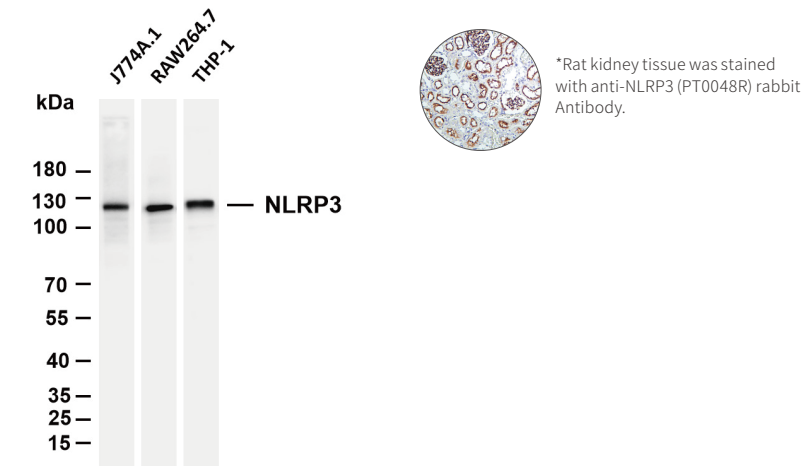 J774A.1
RAW264.7
THP-1
kDa
180
130
100
70
55
40
35
25
15
NLRP3
*Rat kidney tissue was stained
with anti-NLRP3 (PT0048R) rabbit
Antibody.